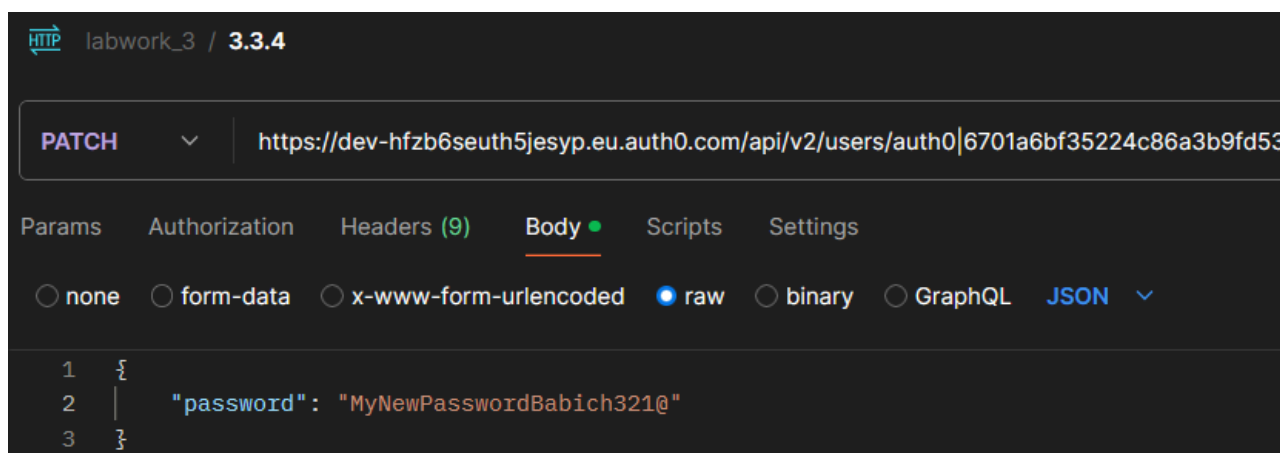 HTTP labwork_3 / 3.3.4
PATCH https://dev-hfzb6seuth5jesyp.eu.auth0.com/api/v2/users/auth0|6701a6bf35224c86a3b9fd53
Params Authorization Headers (9) Body Scripts Settings
none form-data x-www-form-urlencoded raw binary GraphQL JSON
1 {
2 "password": "MyNewPasswordBabich321@"
3 }